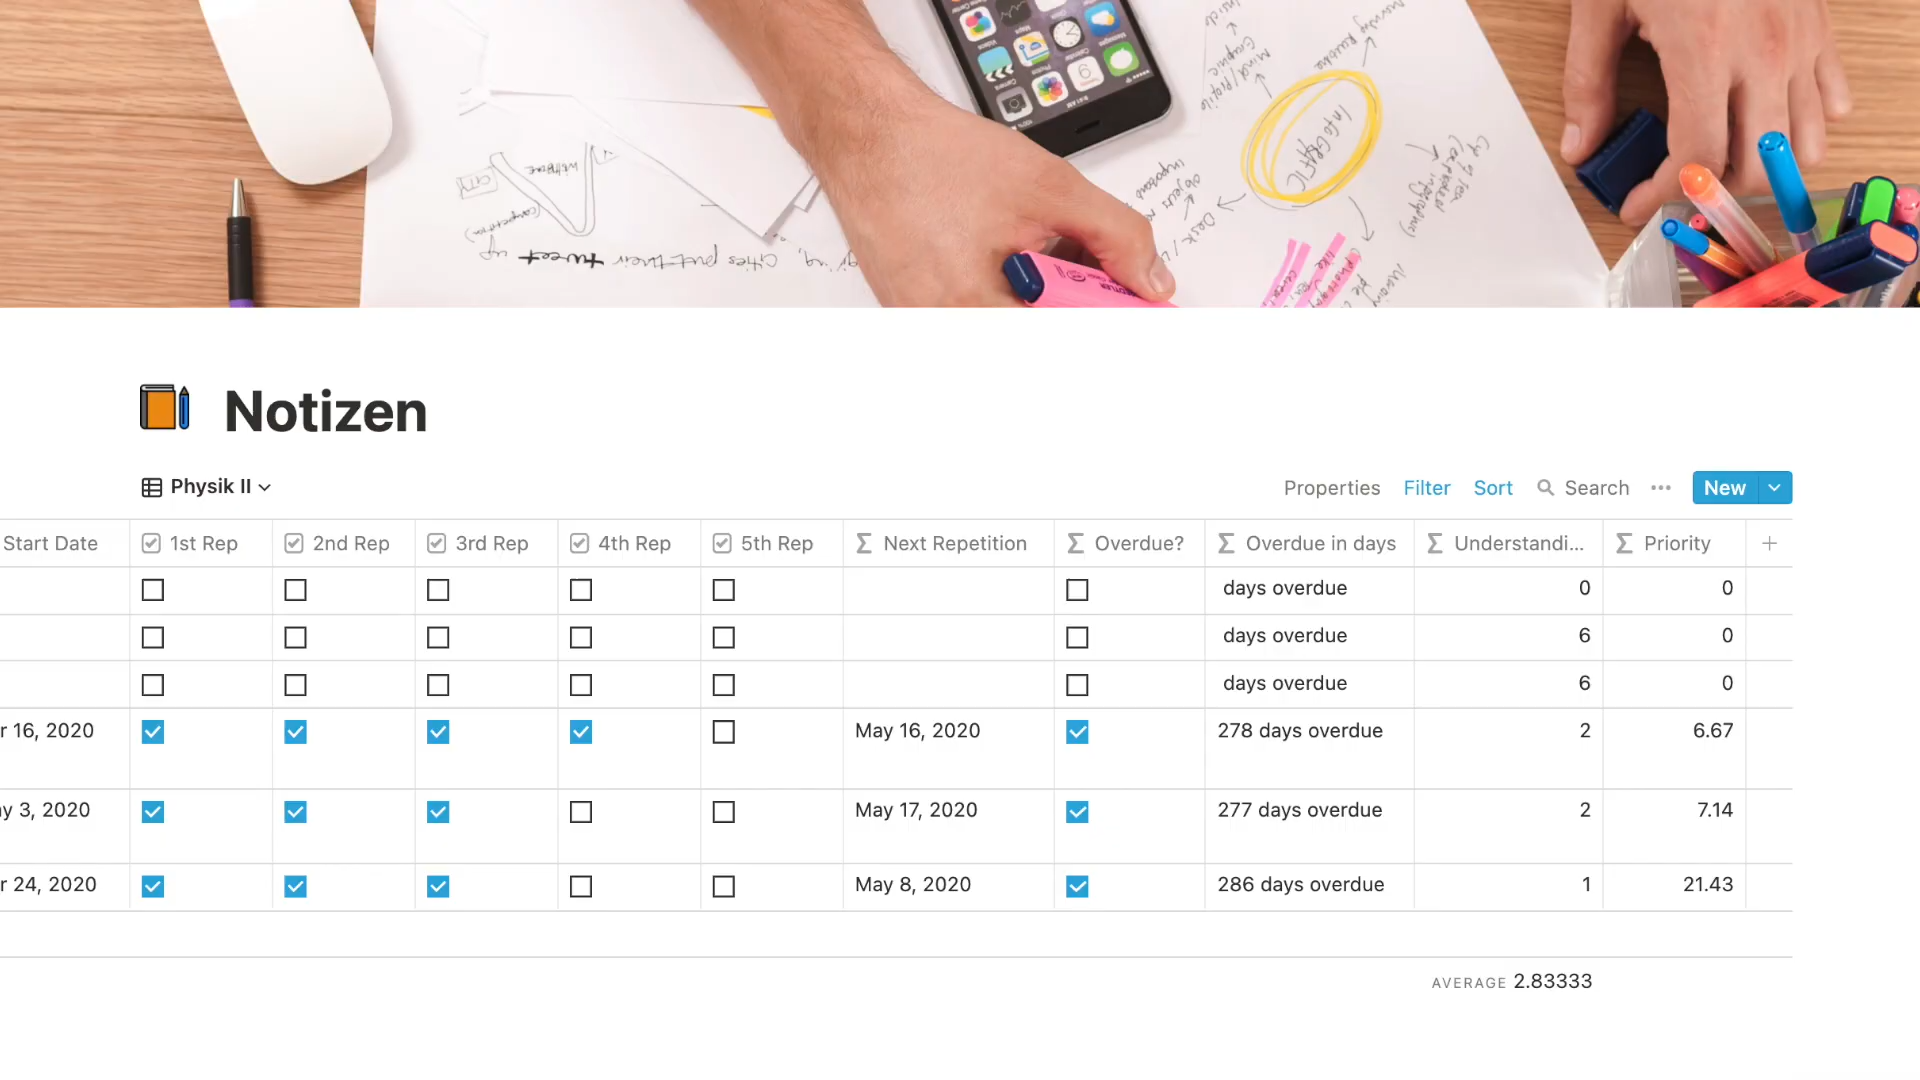 INFOGRAFIC
Notizen
Physik II
Properties Filter Sort Search New
Start Date 1st Rep 2nd Rep 3rd Rep 4th Rep 5th Rep Next Repetition Overdue? Overdue in days Understandi... Priority
days overdue 0 0
days overdue 6 0
days overdue 6 0
r 16, 2020 May 16, 2020 278 days overdue 2 6.67
y 3, 2020 May 17, 2020 277 days overdue 2 7.14
r 24, 2020 May 8, 2020 286 days overdue 1 21.43
AVERAGE 2.83333